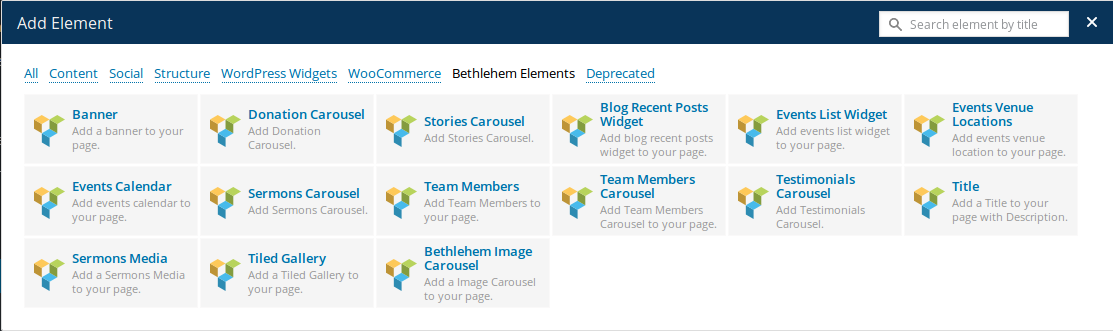 Add Element
Search element by title
All Content Social Structure WordPress Widgets WooCommerce Bethlehem Elements Deprecated
Banner
Add a banner to your
page.
Donation Carousel
Add Donation
Carousel.
Stories Carousel
Add Stories Carousel.
Blog Recent Posts
Widget
Add blog recent posts
widget to your page.
Events List Widget
Add events list widget
to your page.
Events Venue
Locations
Add events venue
location to your page.
Events Calendar
Add events calendar to
your page.
Sermons Carousel
Add Sermons Carousel.
Team Members
Add Team Members to
your page.
Team Members
Carousel
Add Team Members
Carousel to your page.
Testimonials
Carousel
Add Testimonials
Carousel.
Title
Add a Title to your
page with Description.
Sermons Media
Add a Sermons Media
to your page.
Tiled Gallery
Add a Tiled Gallery to
your page.
Bethlehem Image
Carousel
Add a Image Carousel
to your page.